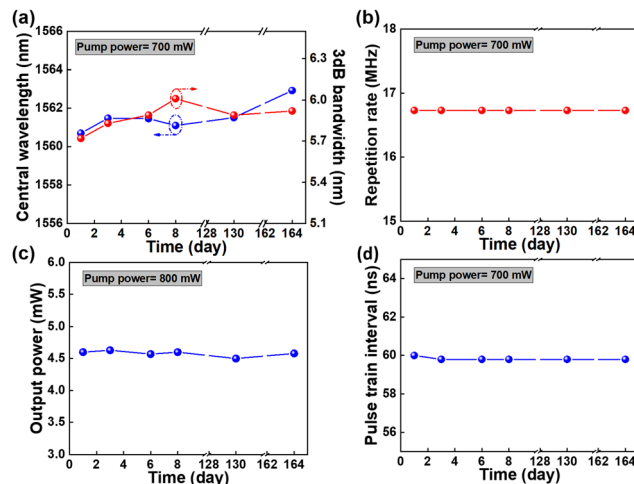 (a)
Pump power= 700 mW
Central wavelength (nm)
1566
1564
1562
1560
1558
1556
3dB bandwidth (nm)
6.3
6.0
5.7
5.4
5.1
0 2 4 6 8 128 130 162 164
Time (day)
(b)
Pump power= 700 mW
Repetition rate (MHz)
18
17
16
15
0 2 4 6 8 128 130 162 164
Time (day)
(c)
Pump power= 800 mW
Output power (mW)
6.0
5.5
5.0
4.5
4.0
3.5
3.0
0 2 4 6 8 128 130 162 164
Time (day)
(d)
Pump power= 700 mW
Pulse train interval (ns)
64
62
60
58
56
0 2 4 6 8 128 130 162 164
Time (day)